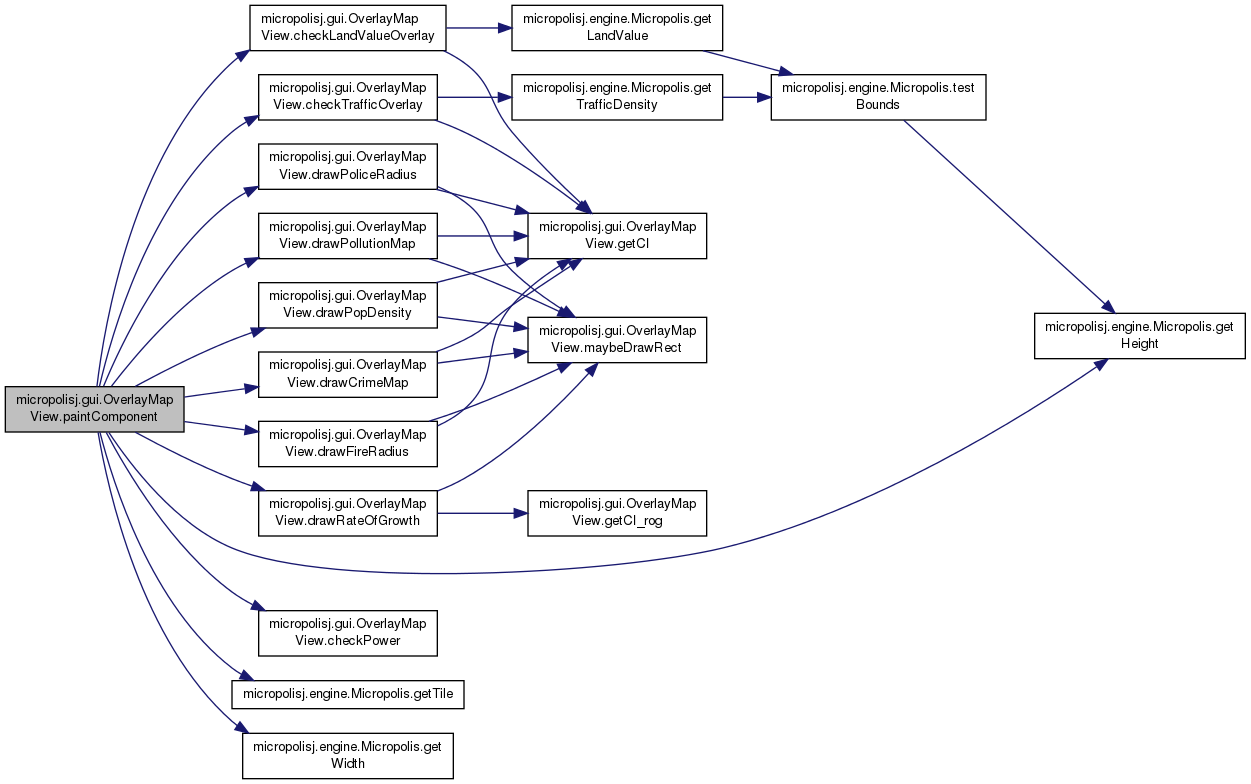 micropolisj.gui.OverlayMap
View.paintComponent
micropolisj.gui.OverlayMap
View.checkLandValueOverlay
micropolisj.gui.OverlayMap
View.checkTrafficOverlay
micropolisj.gui.OverlayMap
View.drawPoliceRadius
micropolisj.gui.OverlayMap
View.drawPollutionMap
micropolisj.gui.OverlayMap
View.drawPopDensity
micropolisj.gui.OverlayMap
View.drawCrimeMap
micropolisj.gui.OverlayMap
View.drawFireRadius
micropolisj.gui.OverlayMap
View.drawRateOfGrowth
micropolisj.gui.OverlayMap
View.checkPower
micropolisj.engine.Micropolis.getTile
micropolisj.engine.Micropolis.get
Width
micropolisj.engine.Micropolis.get
LandValue
micropolisj.engine.Micropolis.get
TrafficDensity
micropolisj.gui.OverlayMap
View.getCI
micropolisj.gui.OverlayMap
View.maybeDrawRect
micropolisj.gui.OverlayMap
View.getCI_rog
micropolisj.engine.Micropolis.test
Bounds
micropolisj.engine.Micropolis.get
Height